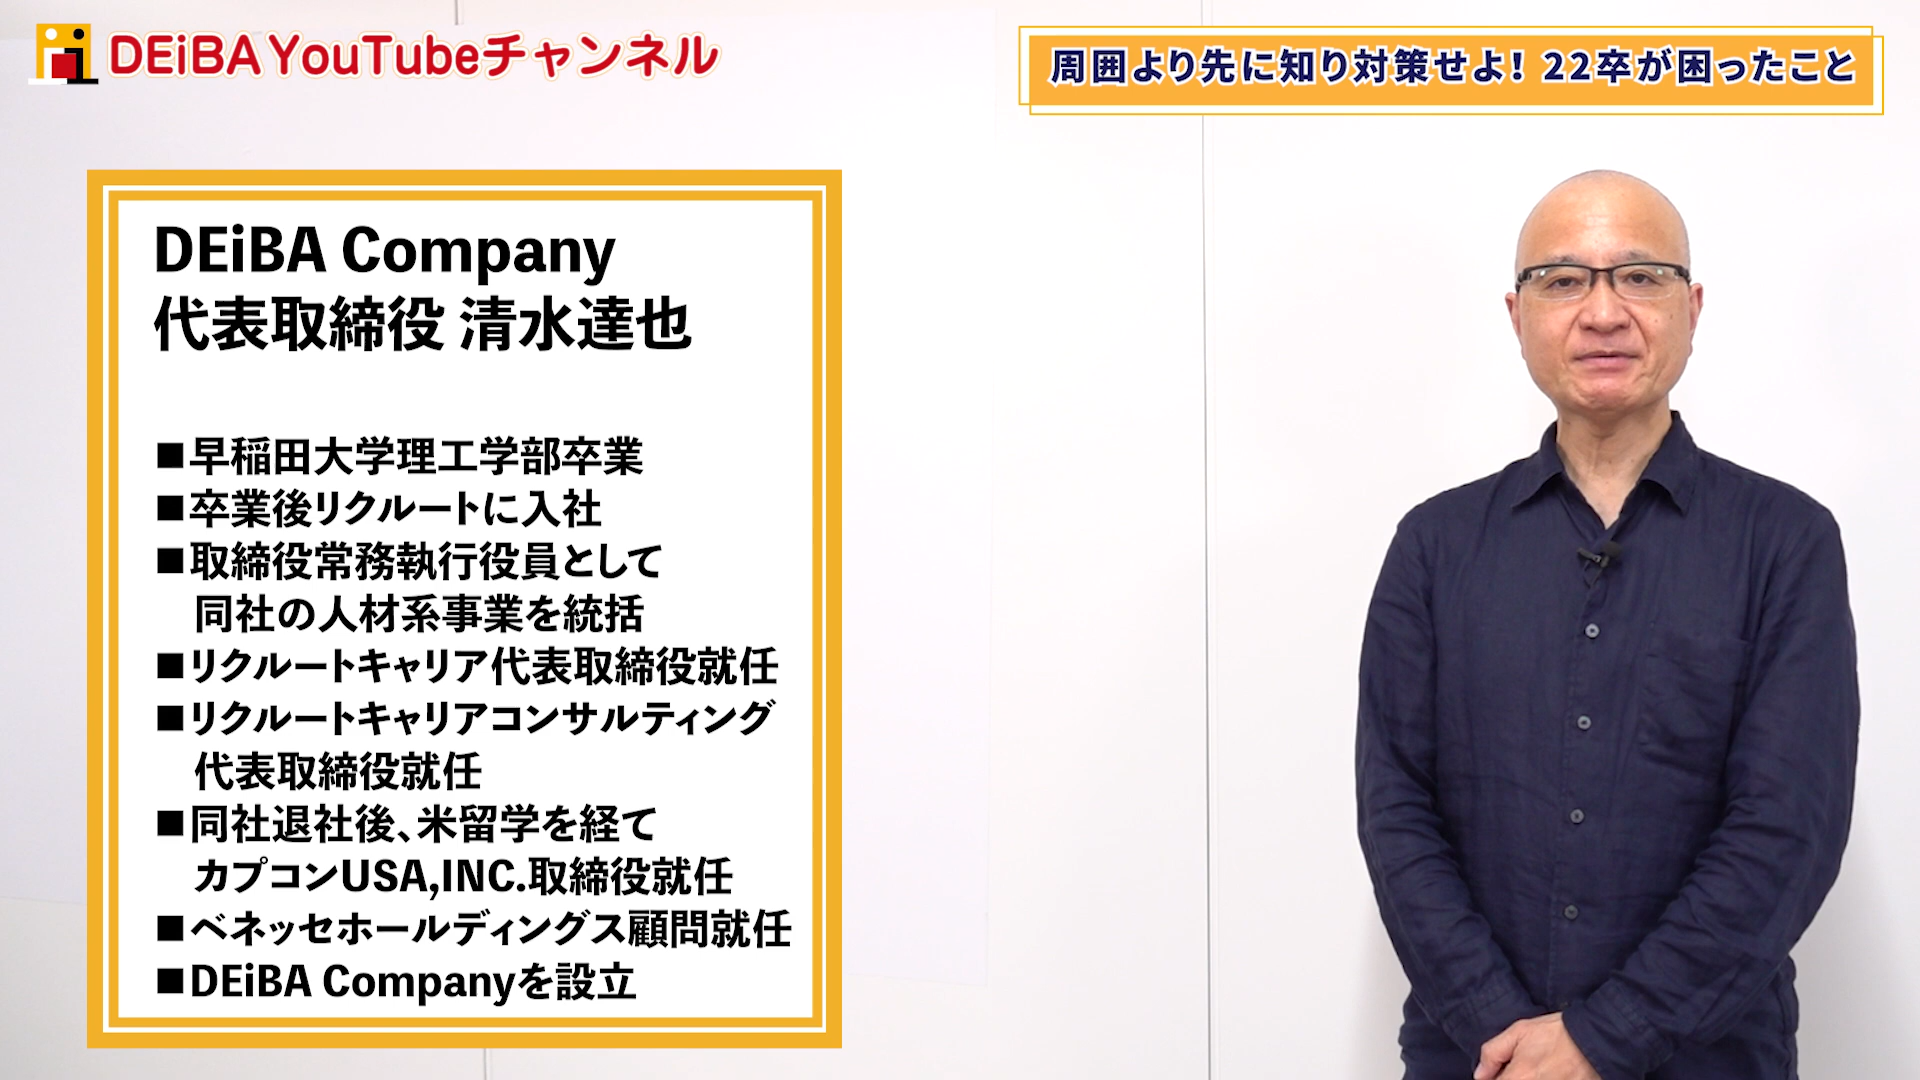 DEiBA YouTubeチャンネル
周囲より先に知り対策せよ！ 22卒が困ったこと
DEiBA Company
代表取締役 清水達也
■早稲田大学理工学部卒業
■卒業後リクルートに入社
■取締役常務執行役員として
同社の人材系事業を統括
■リクルートキャリア代表取締役就任
■リクルートキャリアコンサルティング
代表取締役就任
■同社退社後、米留学を経て
カプコンUSA,INC.取締役就任
■ベネッセホールディングス顧問就任
■DEiBA Companyを設立